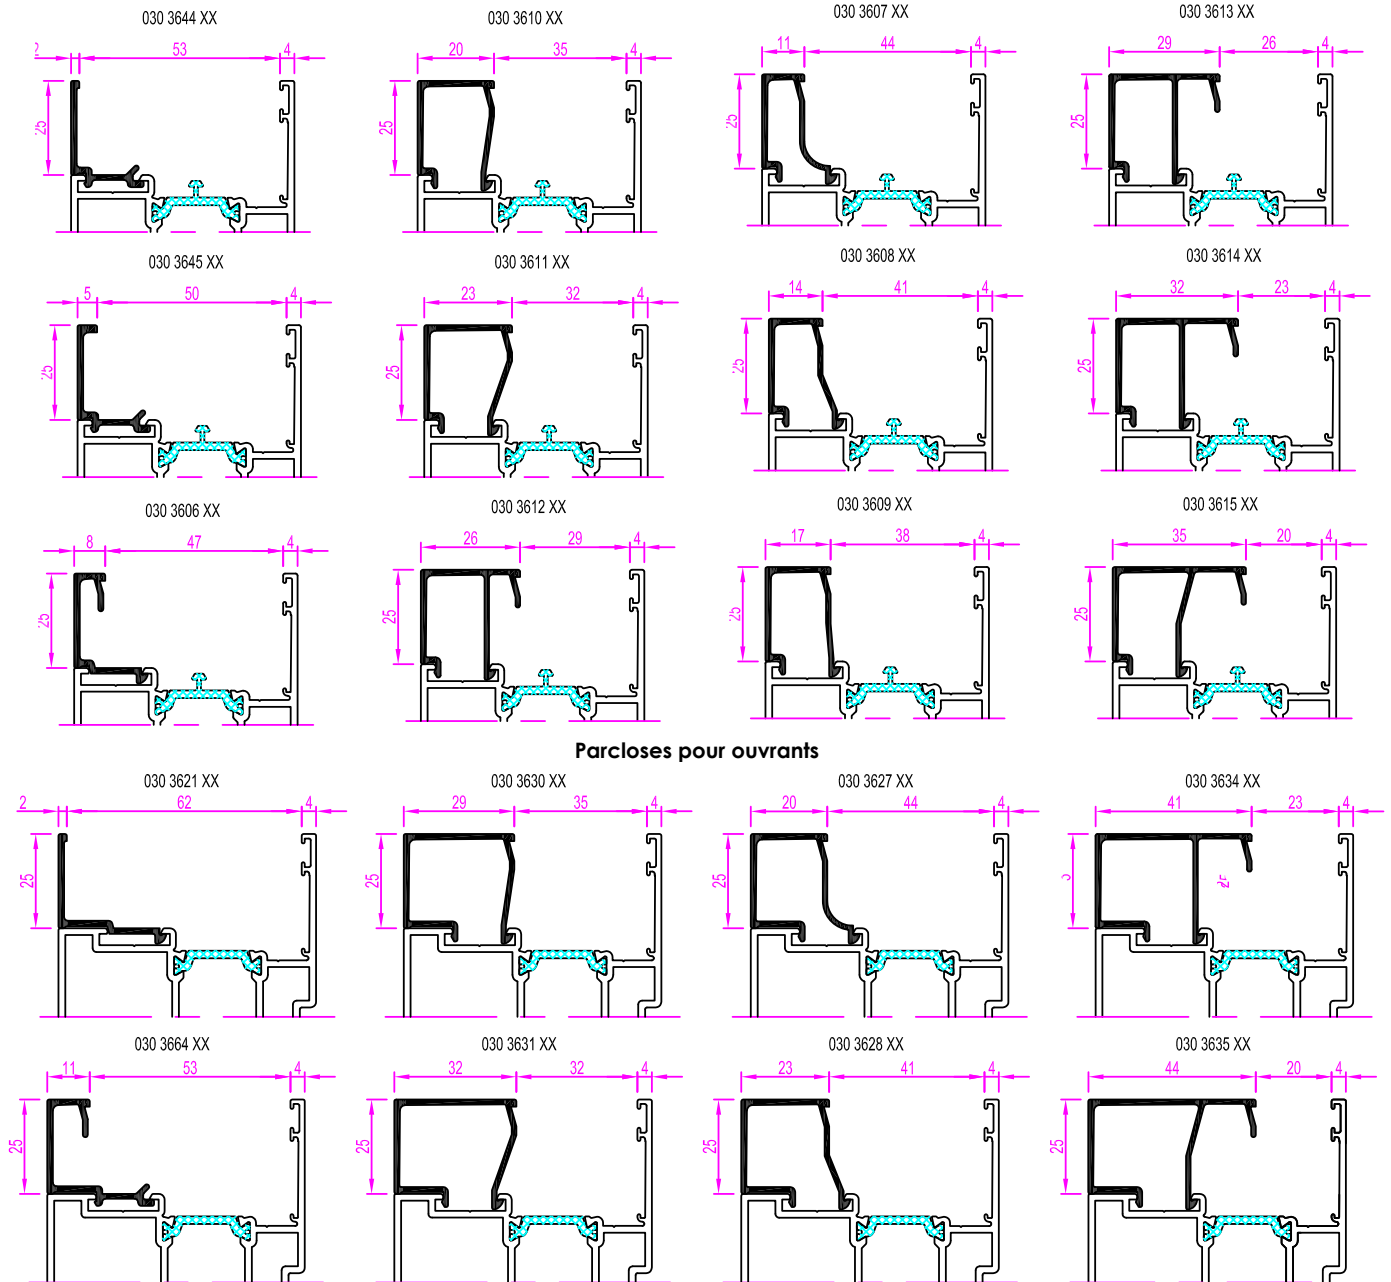 030 3644 XX 030 3610 XX 030 3607 XX 030 3613 XX
53 4 20 35 4 11 44 4 29 26 4
25 25 25 25
030 3645 XX 030 3611 XX 030 3608 XX 030 3614 XX
5 50 4 23 32 4 14 41 4 32 23 4
25 25 25 25
030 3606 XX 030 3612 XX 030 3609 XX 030 3615 XX
8 47 4 26 29 4 17 38 4 35 20 4
25 25 25 25
Parcloses pour ouvrants
030 3621 XX 030 3630 XX 030 3627 XX 030 3634 XX
2 62 4 29 35 4 20 44 4 41 23 4
25 25 25
030 3664 XX 030 3631 XX 030 3628 XX 030 3635 XX
11 53 4 32 32 4 23 41 4 44 20 4
25 25 25 25